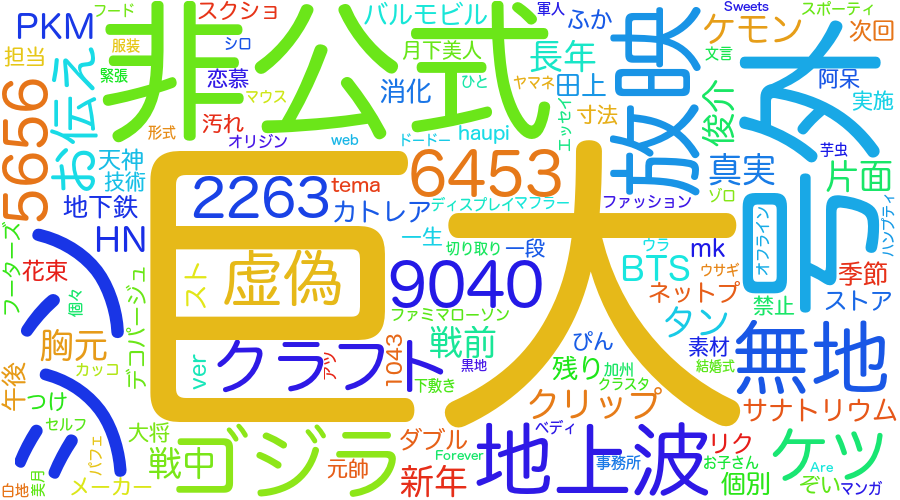 PKM
フード
スクショ
バルモビル
軍人
Sweets
スポーティ
ふか
ケモン
次回
担当
服装
シロ
月下美人
長年
文言
非公式
放映
号外
お伝え
緊張
恋慕
マウス
消化
ひと
ヤマネ
田上
阿呆
実施
5656
形式
汚れ
オリジン
web
ドードー
haupi
エッセイ
寸法
俊介
芋虫
天神
技術
2263
tema
6453
真実
片面
地下鉄
カトレア
ディスプレイ
マフラー
ファッション
ゾロ
オフライン
ハンプティ
フーターズ
HN
一生
切り取り
一段
ウラ
mk
花束
個々
スト
虚偽
巨大
9040
BTS
ウサギ
季節
ネットプ
禁止
ストア
シン
デコパージュ
ファミマ
ローソン
タン
胸元
ver
クラフト
アツ
1043
戦前
黒地
ぴん
素材
結婚式
無地
午後
カッコ
下敷き
残り
加州
クラスタ
つけ
セルフ
大将
クリップ
サナトリウム
パフェ
戦中
ゴジラ
ダブル
ベディ
地上波
リク
ケツ
元帥
Forever
事務所
お子さん
Are
白地
美月
メーカー
新年
個別
ぞい
マンガ